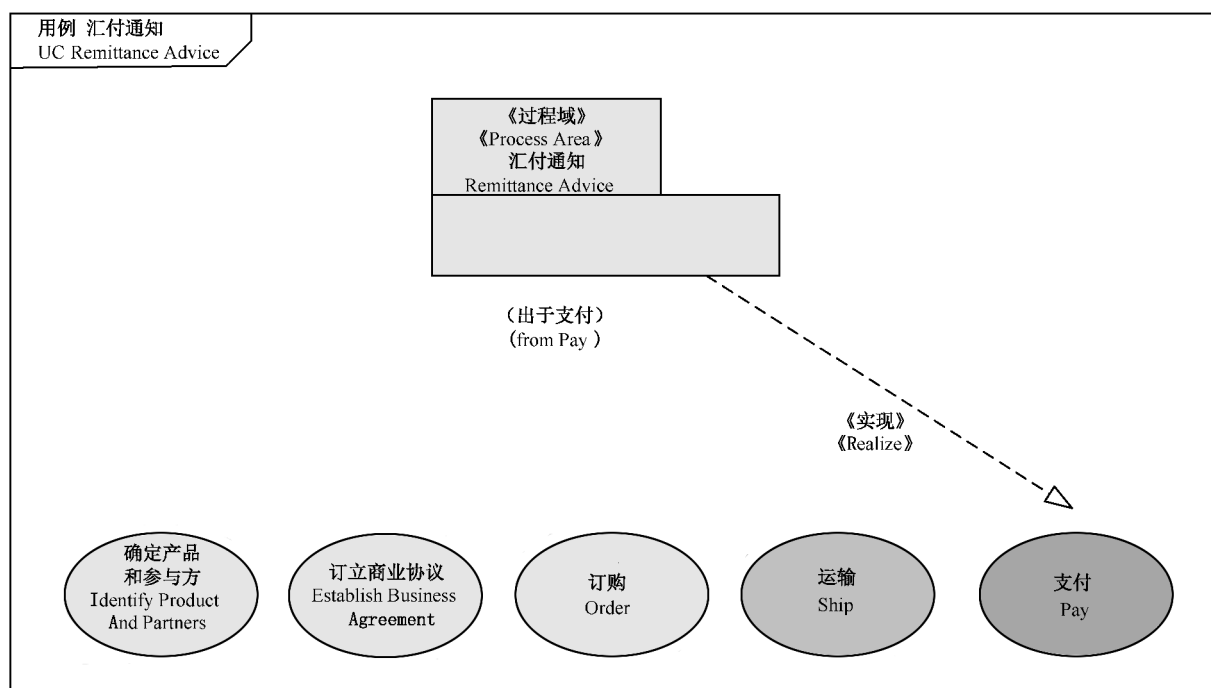 用例 汇付通知
UC Remittance Advice
《过程域》
《Process Area》
汇付通知
Remittance Advice
（出于支付）
(from Pay )
《实现》
《Realize》
确定产品
和参与方
Identify Product
And Partners
订立商业协议
Establish Business
Agreement
订购
Order
运输
Ship
支付
Pay